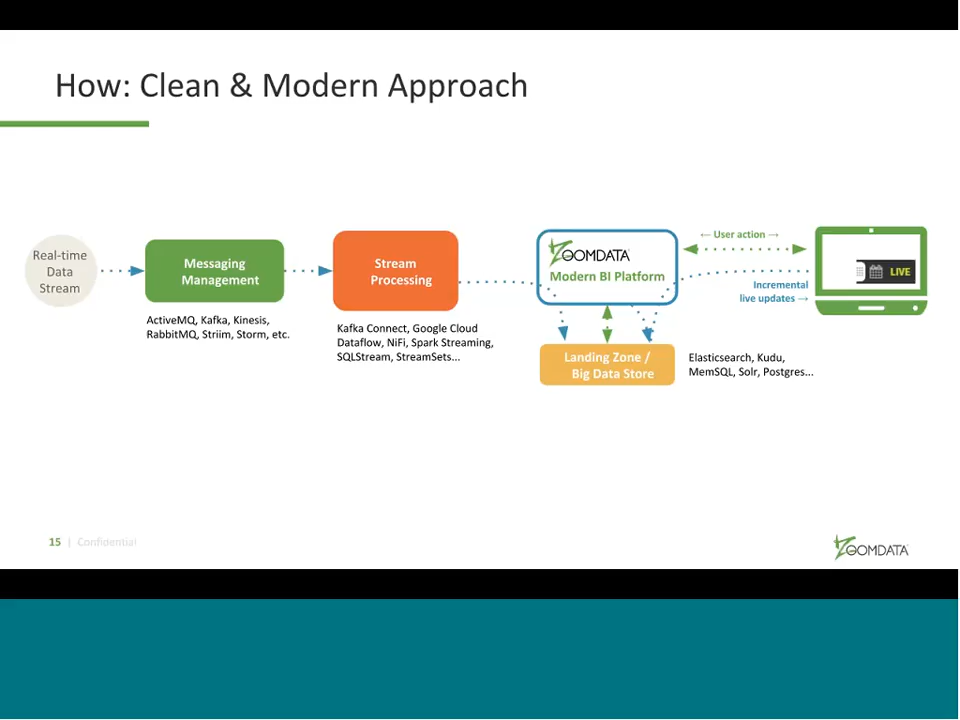 How: Clean & Modern Approach
Real-time
Data
Stream
Messaging
Management
ActiveMQ, Kafka, Kinesis,
RabbitMQ, Striim, Storm, etc.
Stream
Processing
Kafka Connect, Google Cloud
Dataflow, NiFi, Spark Streaming,
SQLStream, StreamSets...
ZOOMDATA
Modern BI Platform
Landing Zone /
Big Data Store
Elasticsearch, Kudu,
MemSQL, Solr, Postgres...
← User action →
Incremental
live updates →
LIVE
15 | Confidential
ZOOMDATA